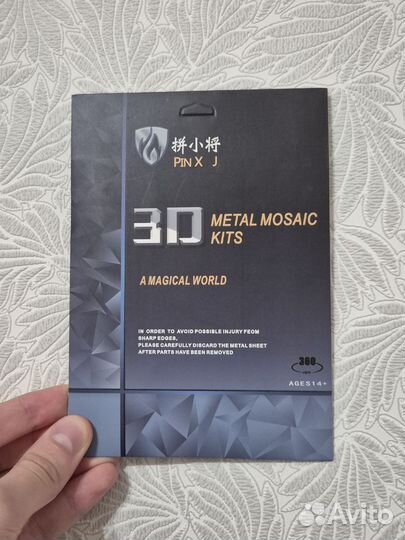 拼小将
PIN X J
3D METAL MOSAIC
KITS
A MAGICAL WORLD
IN ORDER TO AVOID POSSIBLE INJURY FEOM
SHARP EDGES,
PLEASE CAREFULLY DISCARD THE METAL SHEET
AFTER PARTS HAVE BEEN REMOVED
360
AGES14+
Avito